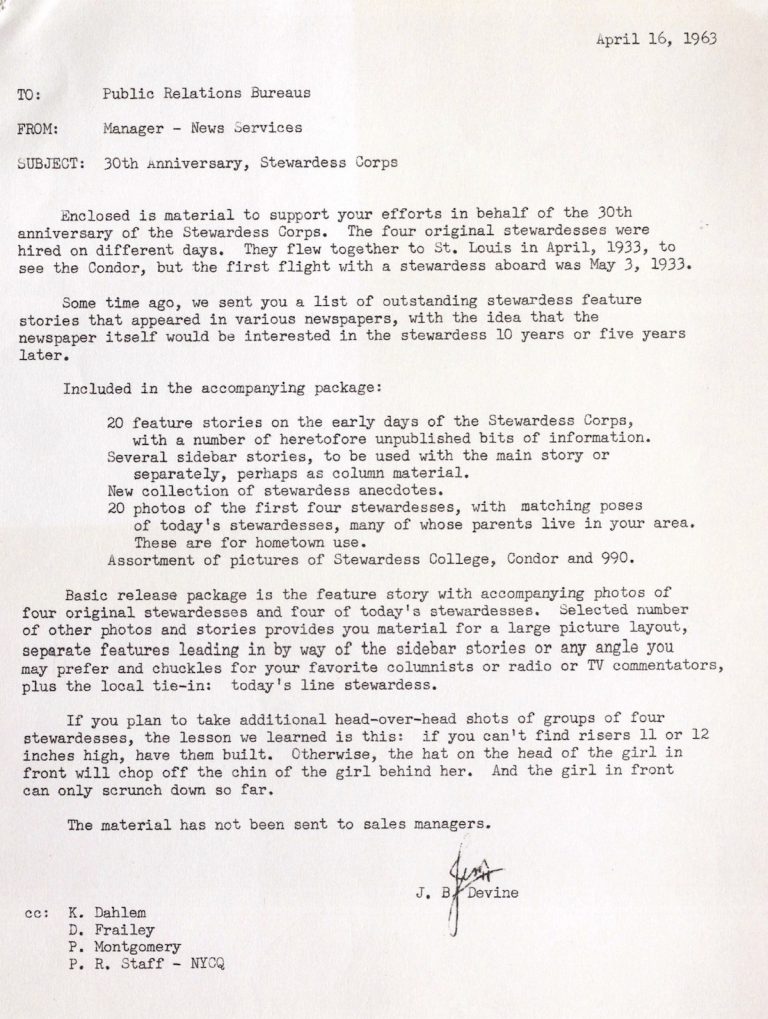 April 16, 1963
TO: Public Relations Bureaus
FROM: Manager - News Services
SUBJECT: 30th Anniversary, Stewardess Corps
Enclosed is material to support your efforts in behalf of the 30th
anniversary of the Stewardess Corps. The four original stewardesses were
hired on different days. They flew together to St. Louis in April, 1933, to
see the Condor, but the first flight with a stewardess aboard was May 3, 1933.
Some time ago, we sent you a list of outstanding stewardess feature
stories that appeared in various newspapers, with the idea that the
newspaper itself would be interested in the stewardess 10 years or five years
later.
Included in the accompanying package:
20 feature stories on the early days of the Stewardess Corps,
with a number of heretofore unpublished bits of information.
Several sidebar stories, to be used with the main story or
separately, perhaps as column material.
New collection of stewardess anecdotes.
20 photos of the first four stewardesses, with matching poses
of today's stewardesses, many of whose parents live in your area.
These are for hometown use.
Assortment of pictures of Stewardess College, Condor and 990.
Basic release package is the feature story with accompanying photos of
four original stewardesses and four of today's stewardesses. Selected number
of other photos and stories provides you material for a large picture layout,
separate features leading in by way of the sidebar stories or any angle you
may prefer and chuckles for your favorite columnists or radio or TV commentators,
plus the local tie-in: today's line stewardess.
If you plan to take additional head-over-head shots of groups of four
stewardesses, the lesson we learned is this: if you can't find risers 11 or 12
inches high, have them built. Otherwise, the hat on the head of the girl in
front will chop off the chin of the girl behind her. And the girl in front
can only scrunch down so far.
The material has not been sent to sales managers.
J. B. Devine
cc: K. Dahlem
D. Frailey
P. Montgomery
P. R. Staff - NYCQ